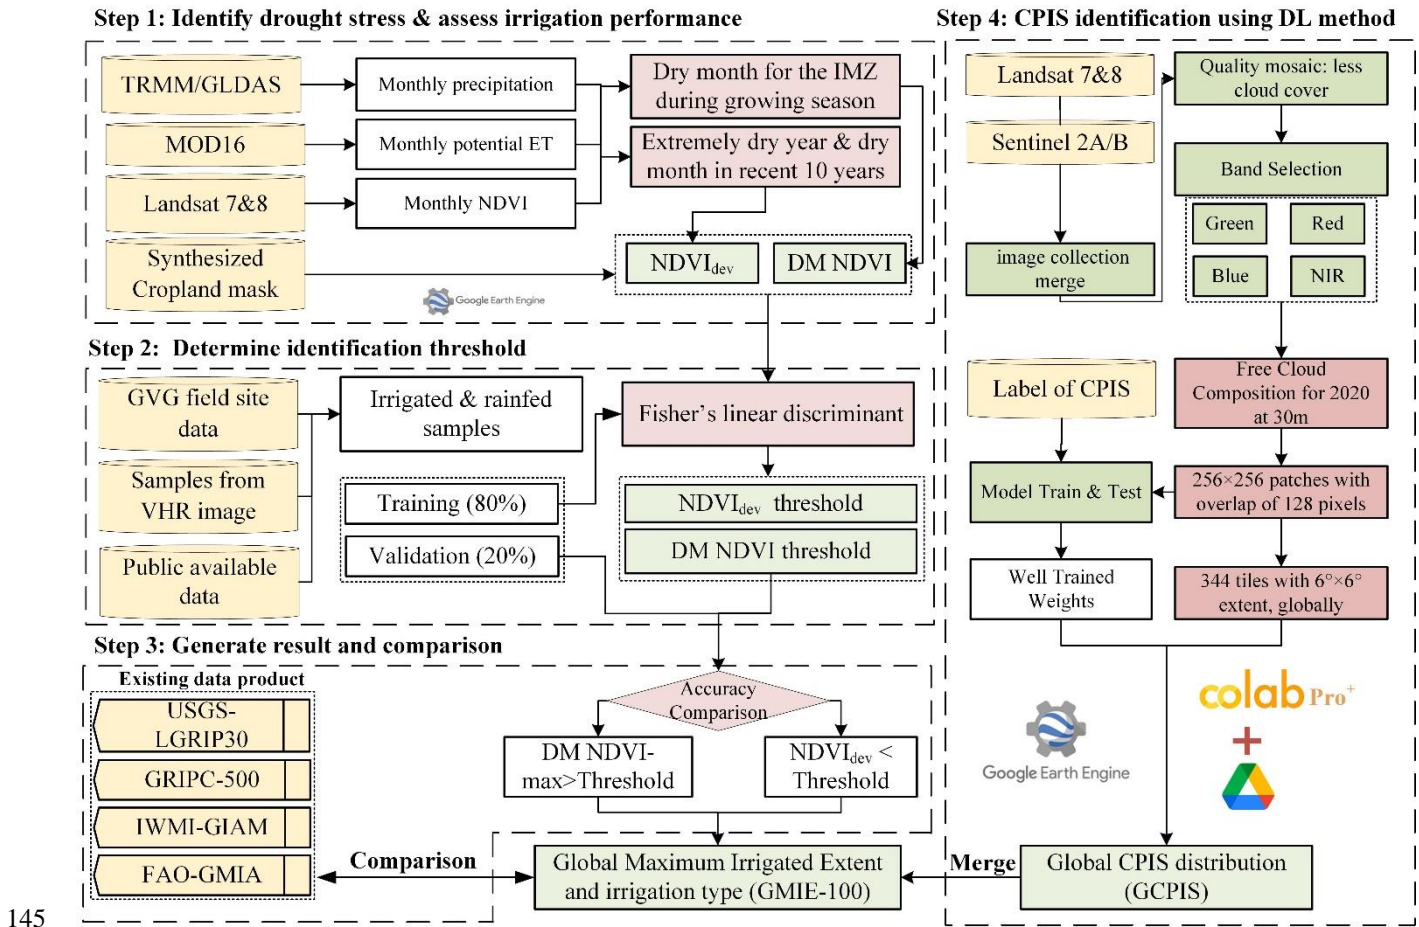 Step 1: Identify drought stress & assess irrigation performance
TRMM/GLDAS
Monthly precipitation
Dry month for the IMZ
during growing season
MOD16
Monthly potential ET
Extremely dry year & dry
month in recent 10 years
Landsat 7&8
Monthly NDVI
Synthesized
Cropland mask
NDVIdev
DM NDVI
Google Earth Engine
Step 2: Determine identification threshold
GVG field site
data
Irrigated & rainfed
samples
Fisher's linear discriminant
Samples from
VHR image
Training (80%)
Validation (20%)
NDVIdev threshold
DM NDVI threshold
Public available
data
Step 3: Generate result and comparison
Existing data product
USGS-
LGRIP30
GRIPC-500
IWMI-GIAM
FAO-GMIA
Accuracy
Comparison
DM NDVI-
max>Threshold
NDVIdev <
Threshold
Comparison
Global Maximum Irrigated Extent
and irrigation type (GMIE-100)
Merge
Step 4: CPIS identification using DL method
Landsat 7&8
Quality mosaic: less
cloud cover
Sentinel 2A/B
Band Selection
Green
Red
Blue
NIR
image collection
merge
Label of CPIS
Free Cloud
Composition for 2020
at 30m
Model Train & Test
256×256 patches with
overlap of 128 pixels
Well Trained
Weights
344 tiles with 6°×6°
extent, globally
Google Earth Engine
colab Pro+
Global CPIS distribution
(GCPIS)
145